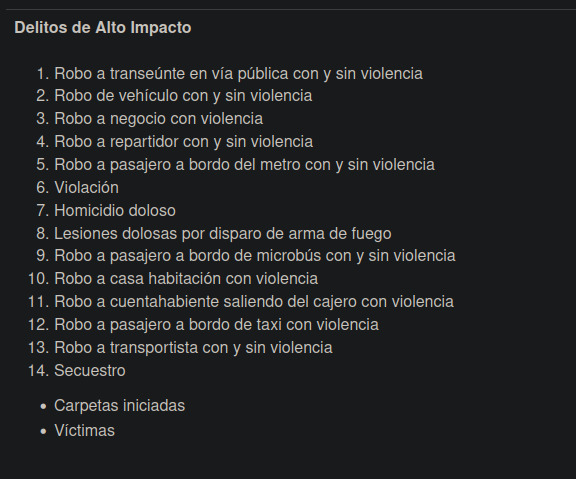 Delitos de Alto Impacto
1. Robo a transeúnte en vía pública con y sin violencia
2. Robo de vehículo con y sin violencia
3. Robo a negocio con violencia
4. Robo a repartidor con y sin violencia
5. Robo a pasajero a bordo del metro con y sin violencia
6. Violación
7. Homicidio doloso
8. Lesiones dolosas por disparo de arma de fuego
9. Robo a pasajero a bordo de microbús con y sin violencia
10. Robo a casa habitación con violencia
11. Robo a cuentahabiente saliendo del cajero con violencia
12. Robo a pasajero a bordo de taxi con violencia
13. Robo a transportista con y sin violencia
14. Secuestro
• Carpetas iniciadas
• Víctimas